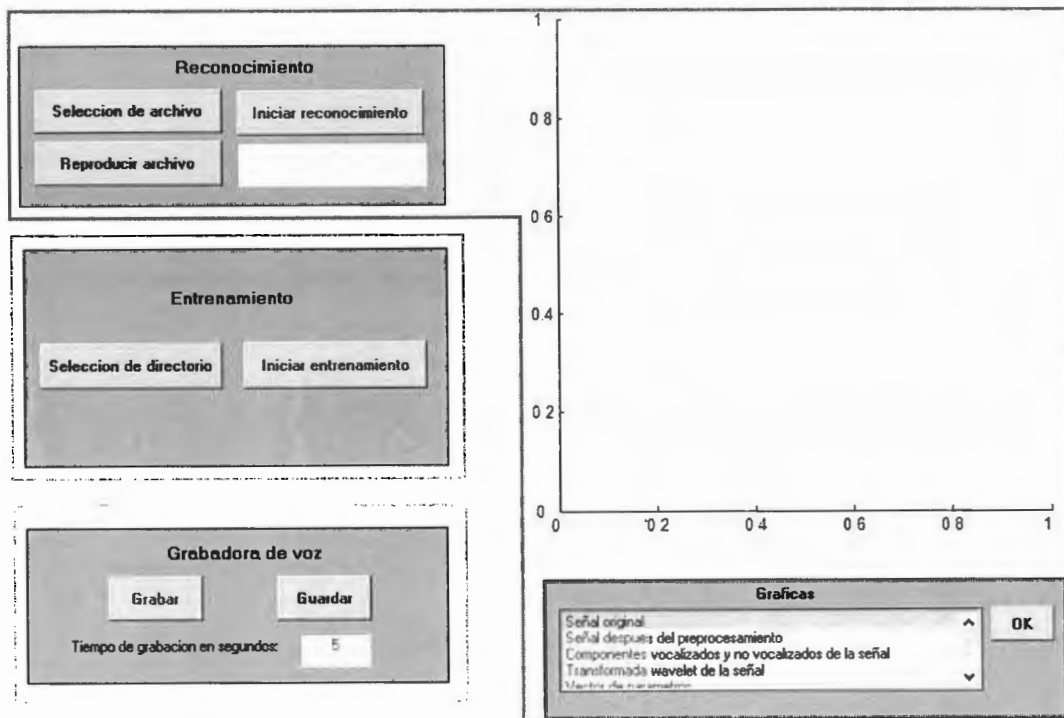 Reconocimiento
Seleccion de archivo
Iniciar reconocimiento
Reproducir archivo
Entrenamiento
Seleccion de directorio
Iniciar entrenamiento
Grabadora de voz
Grabar
Guardar
Tiempo de grabacion en segundos:
5
1
0 8
0 6
0.4
0 2
0
0
0 2
0 4
0 6
0 8
1
Graficas
Señal original
Señal despues del preprocesamiento
Componentes vocalizados y no vocalizados de la señal
Transformada wavelet de la señal
Vector de parametros
OK